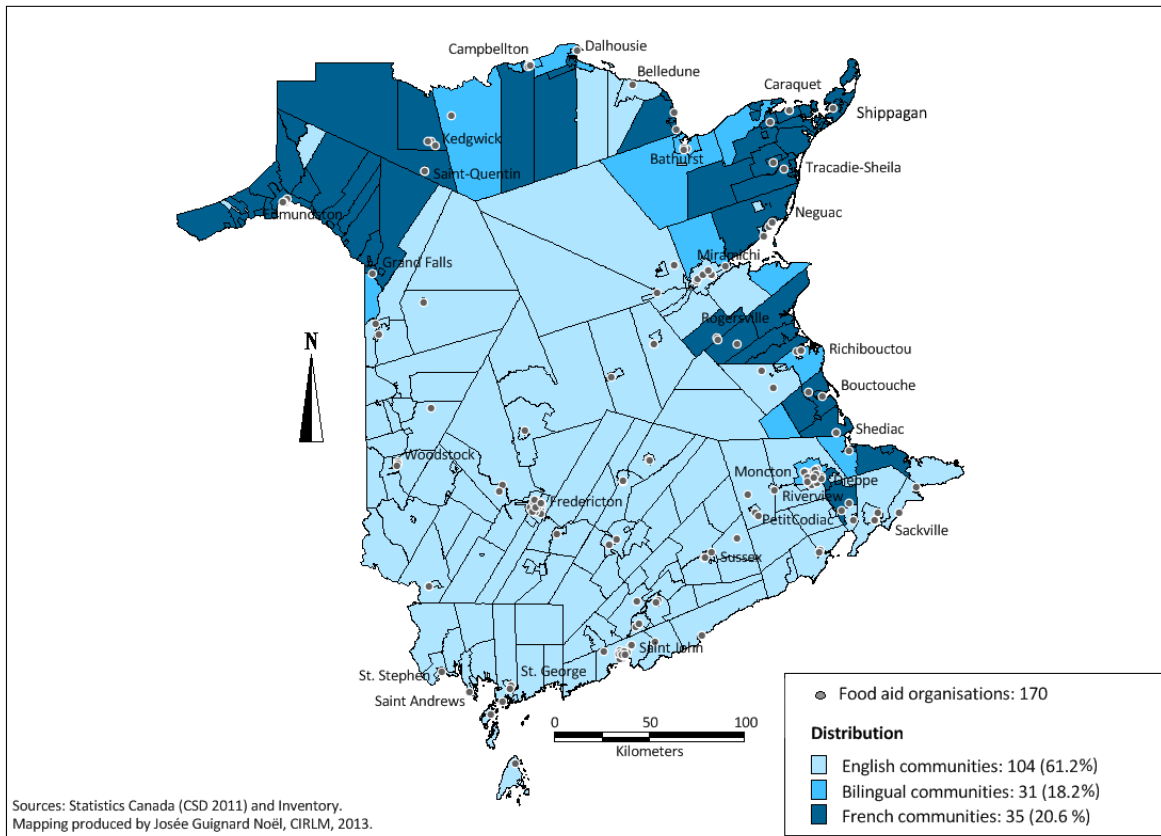 Campbellton
Dalhousie
Belledune
Caraquet
Shippagan
Kedgwick
Bathurst
Saint-Quentin
Tracadie-Sheila
Edmundston
Neguac
Grand Falls
Miramichi
Rogersville
N
Richibouctou
Bouctouche
Shediac
Woodstock
Moncton
Dieppe
Riverview
Fredericton
PetitCodiac
Sackville
Sussex
Saint John
St. Stephen
St. George
Saint Andrews
0 50 100
Kilometers
Food aid organisations: 170
Distribution
English communities: 104 (61.2%)
Bilingual communities: 31 (18.2%)
French communities: 35 (20.6 %)
Sources: Statistics Canada (CSD 2011) and Inventory.
Mapping produced by Josée Guignard Noël, CIRLM, 2013.